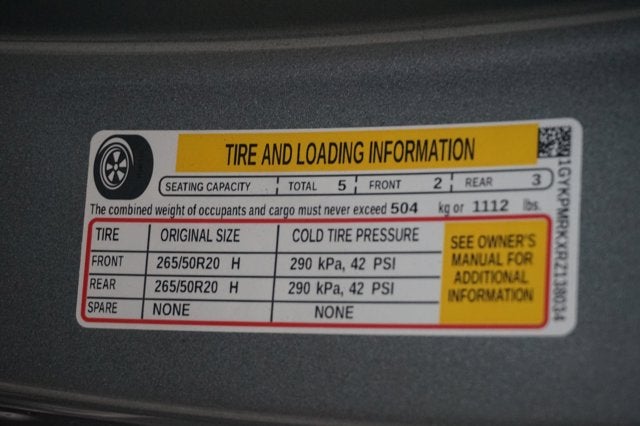 TIRE AND LOADING INFORMATION
SEATING CAPACITY TOTAL 5 FRONT 2 REAR 3
The combined weight of occupants and cargo must never exceed 504 kg or 1112 lbs.
TIRE ORIGINAL SIZE COLD TIRE PRESSURE
FRONT 265/50R20 H 290 kPa, 42 PSI
REAR 265/50R20 H 290 kPa, 42 PSI
SPARE NONE NONE
SEE OWNER'S
MANUAL FOR
ADDITIONAL
INFORMATION
1GYKPMRKXRZ138034